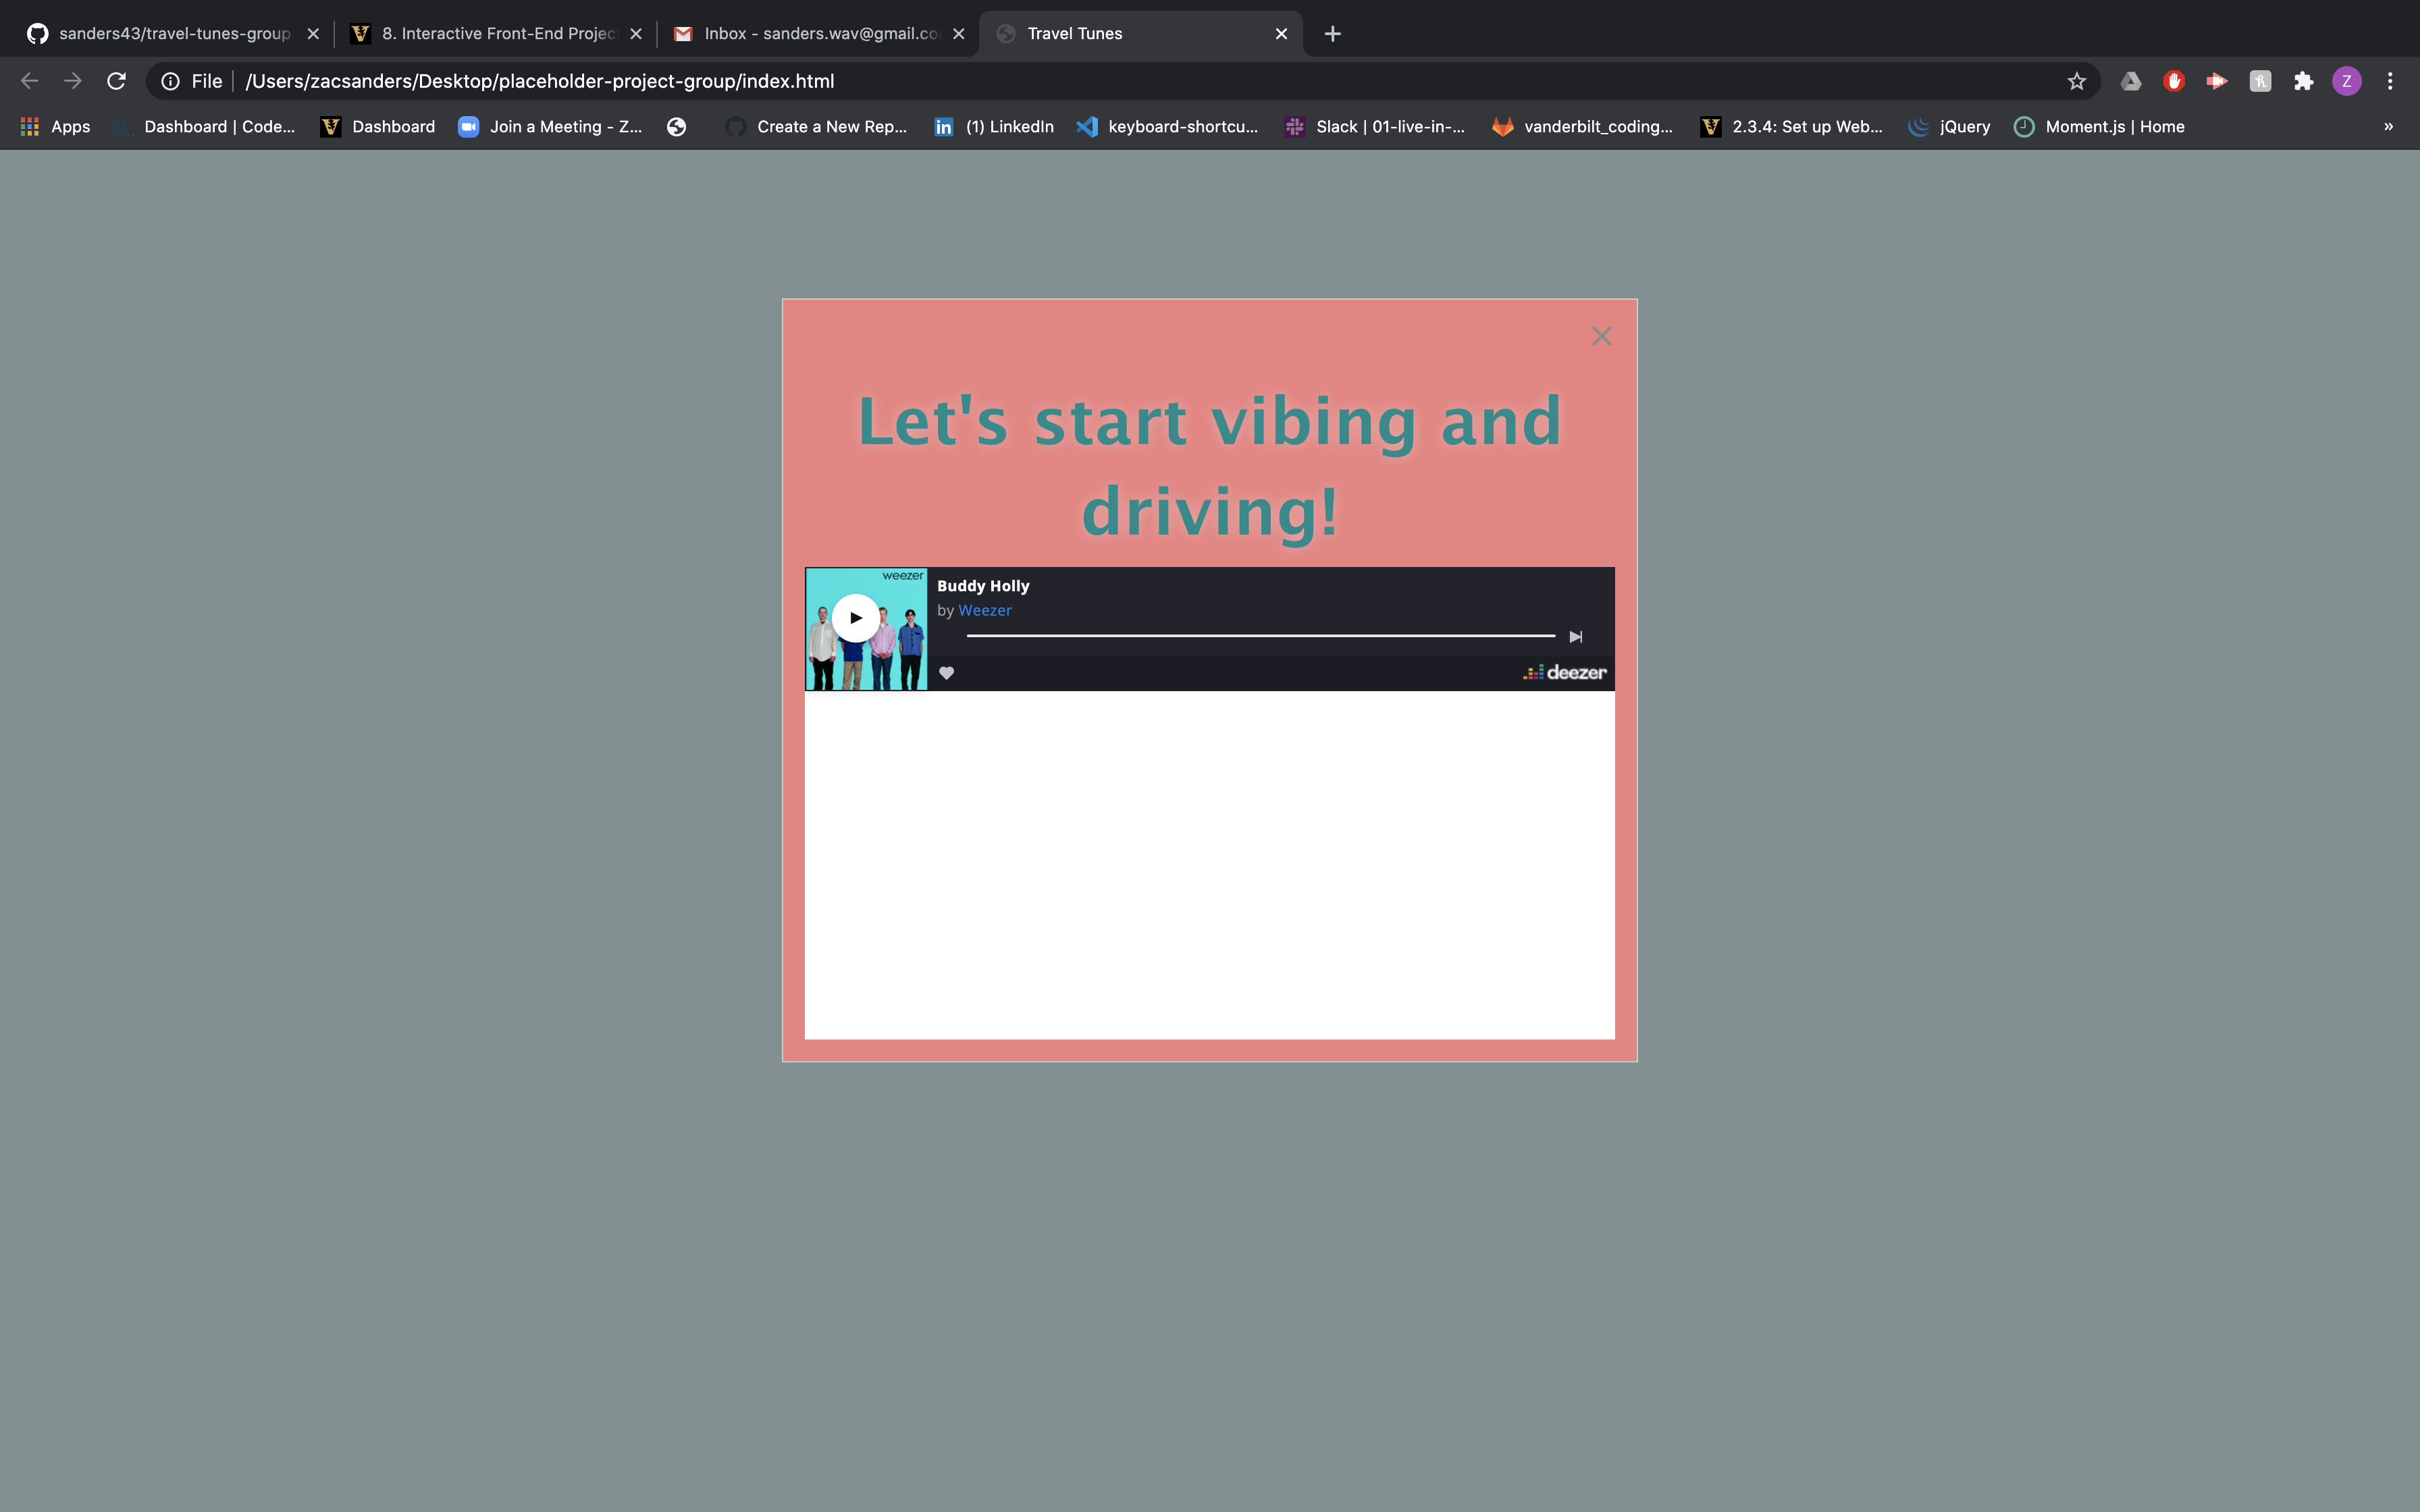 sanders43/travel-tunes-group
8. Interactive Front-End Projec
Inbox - sanders.wav@gmail.co
Travel Tunes
File /Users/zacsanders/Desktop/placeholder-project-group/index.html
Z
Apps Dashboard | Code... Dashboard Join a Meeting - Z... Create a New Rep... (1) LinkedIn keyboard-shortcu... Slack | 01-live-in-... vanderbilt_coding... 2.3.4: Set up Web... jQuery Moment.js | Home »
Let's start vibing and
driving!
weezer
Buddy Holly
by Weezer
deezer